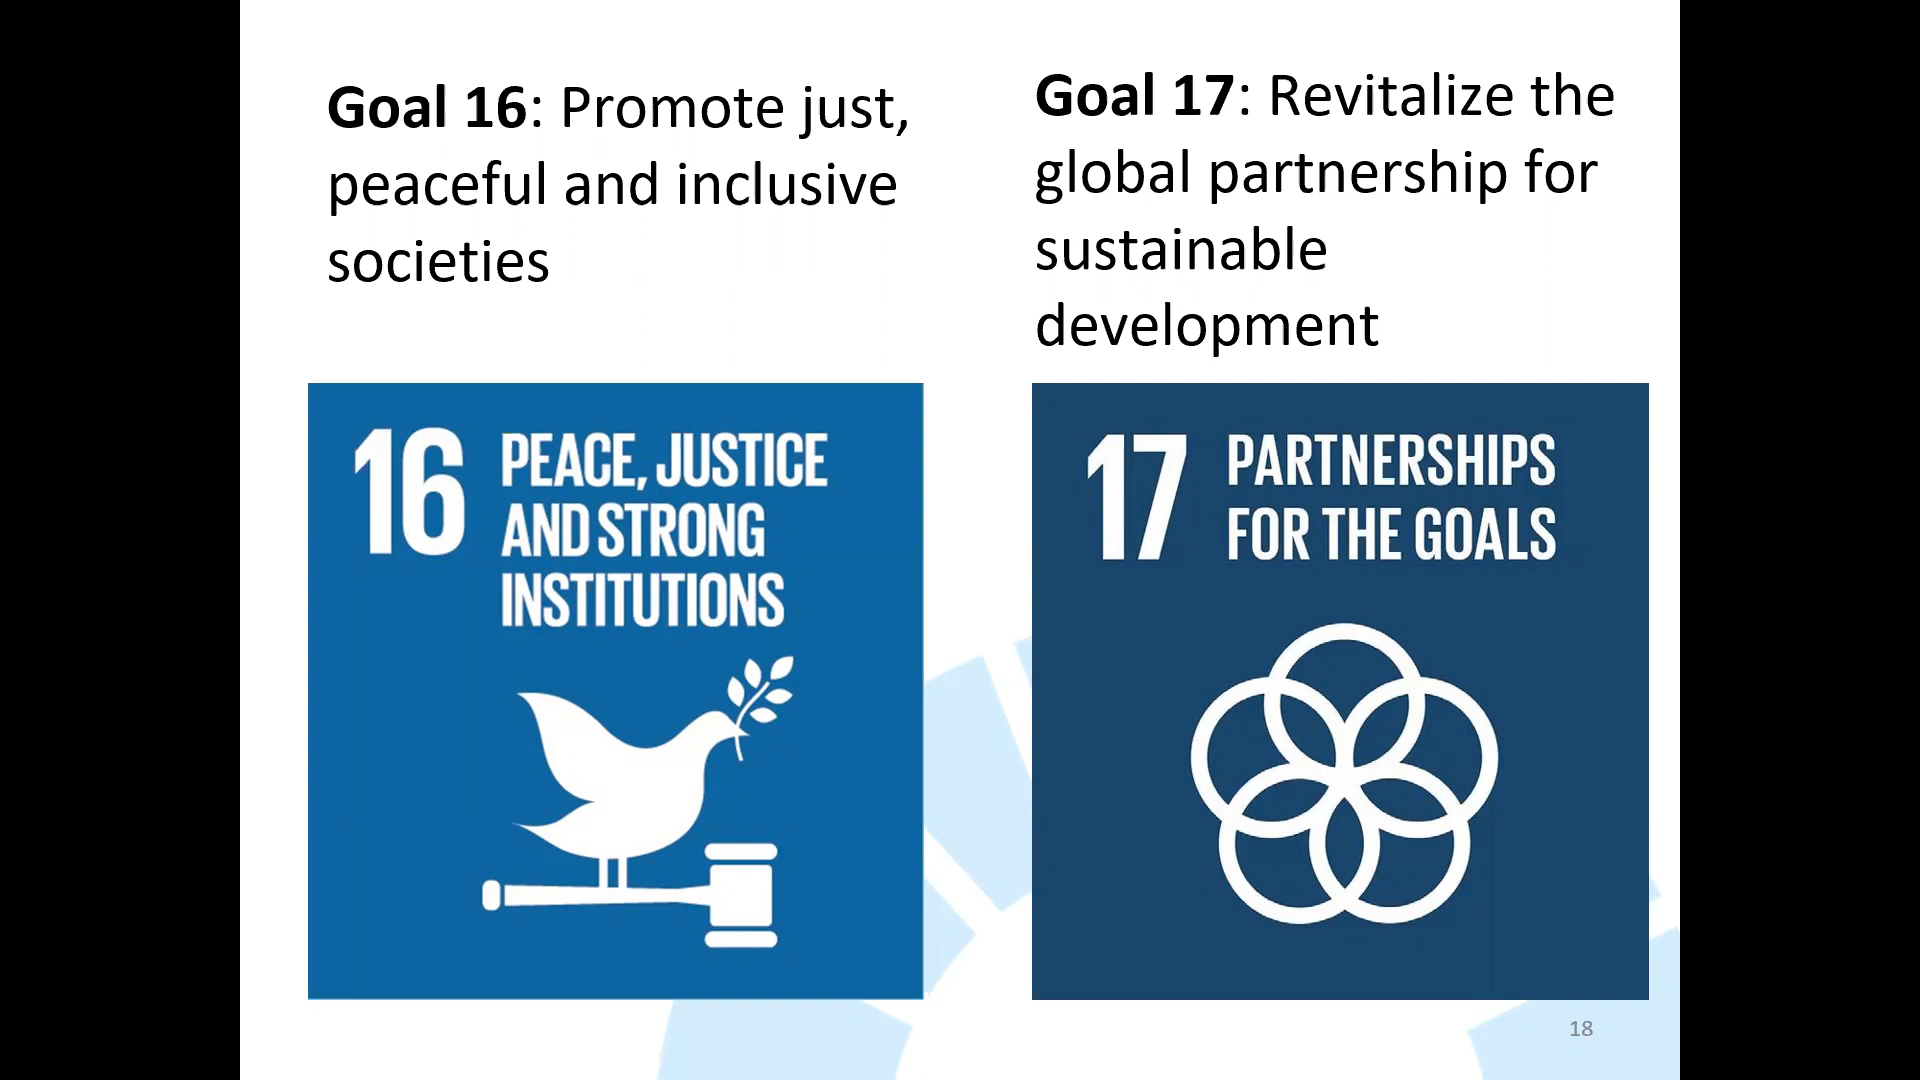 Goal 16: Promote just,
peaceful and inclusive
societies
Goal 17: Revitalize the
global partnership for
sustainable
development
16 PEACE, JUSTICE
AND STRONG
INSTITUTIONS
17 PARTNERSHIPS
FOR THE GOALS
18